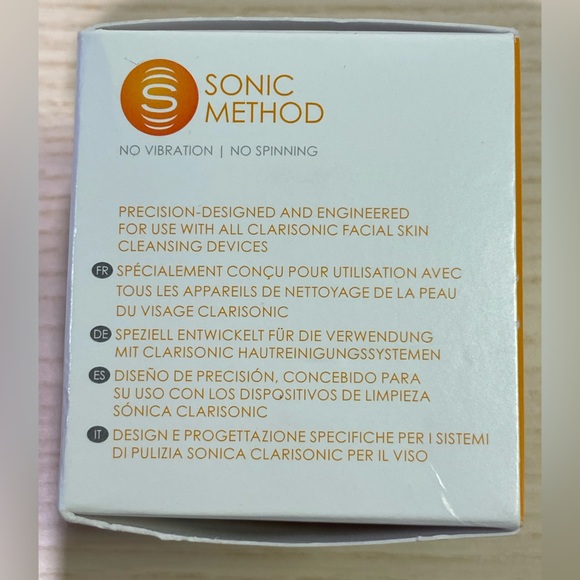 S
SONIC
METHOD
NO VIBRATION | NO SPINNING
PRECISION-DESIGNED AND ENGINEERED
FOR USE WITH ALL CLARISONIC FACIAL SKIN
CLEANSING DEVICES
FR SPÉCIALEMENT CONÇU POUR UTILISATION AVEC
TOUS LES APPAREILS DE NETTOYAGE DE LA PEAU
DU VISAGE CLARISONIC
DE SPEZIELL ENTWICKELT FÜR DIE VERWENDUNG
MIT CLARISONIC HAUTREINIGUNGSSYSTEMEN
ES DISEÑO DE PRECISIÓN, CONCEBIDO PARA
SU USO CON LOS DISPOSITIVOS DE LIMPIEZA
SÓNICA CLARISONIC
IT DESIGN E PROGETTAZIONE SPECIFICHE PER I SISTEMI
DI PULIZIA SONICA CLARISONIC PER IL VISO